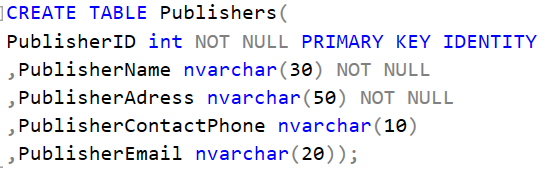 CREATE TABLE Publishers(
PublisherID int NOT NULL PRIMARY KEY IDENTITY
,PublisherName nvarchar(30) NOT NULL
,PublisherAdress nvarchar(50) NOT NULL
,PublisherContactPhone nvarchar(10)
,PublisherEmail nvarchar(20));